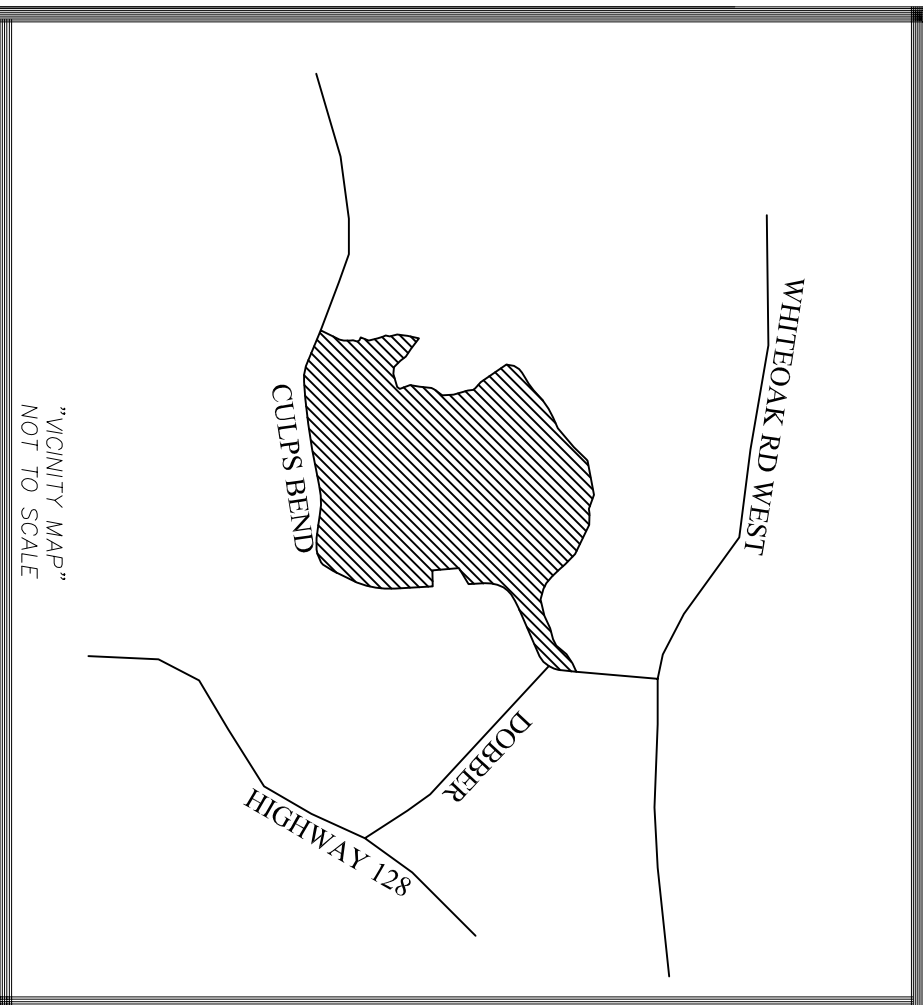 WHITEOAK RD WEST
CULPS BEND
DOBBER
HIGHWAY 128
"VICINITY MAP"
NOT TO SCALE